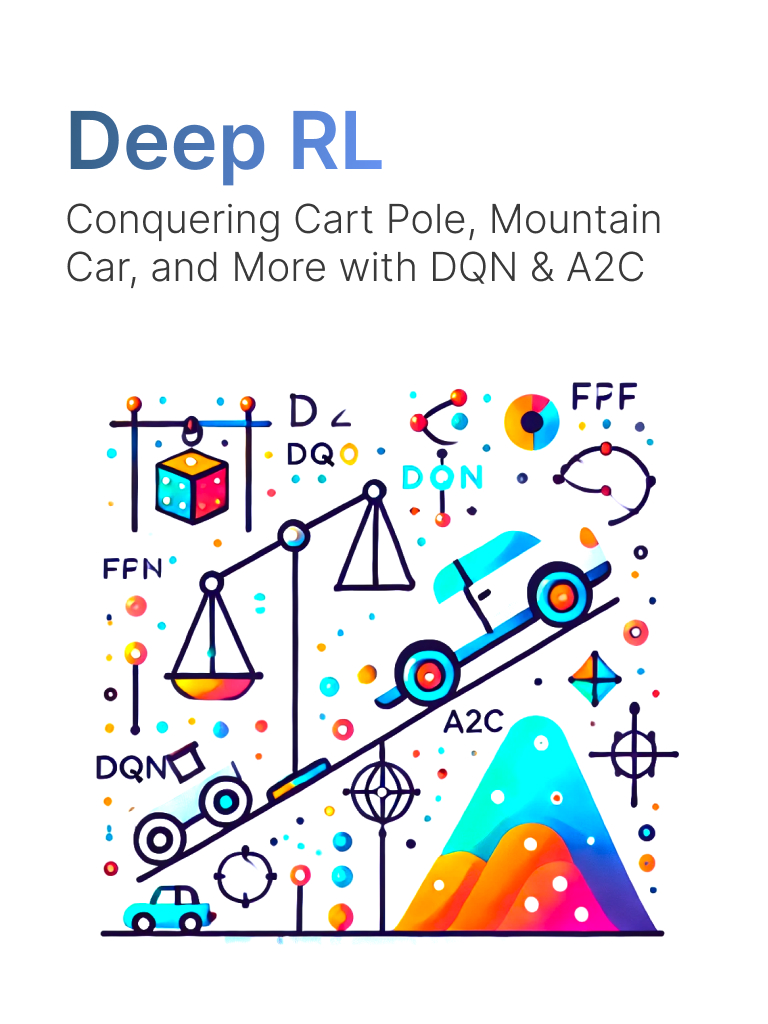 Deep RL
Conquering Cart Pole, Mountain
Car, and More with DQN & A2C
D
DQO
DQN
FPF
FFN
A2C
DQN